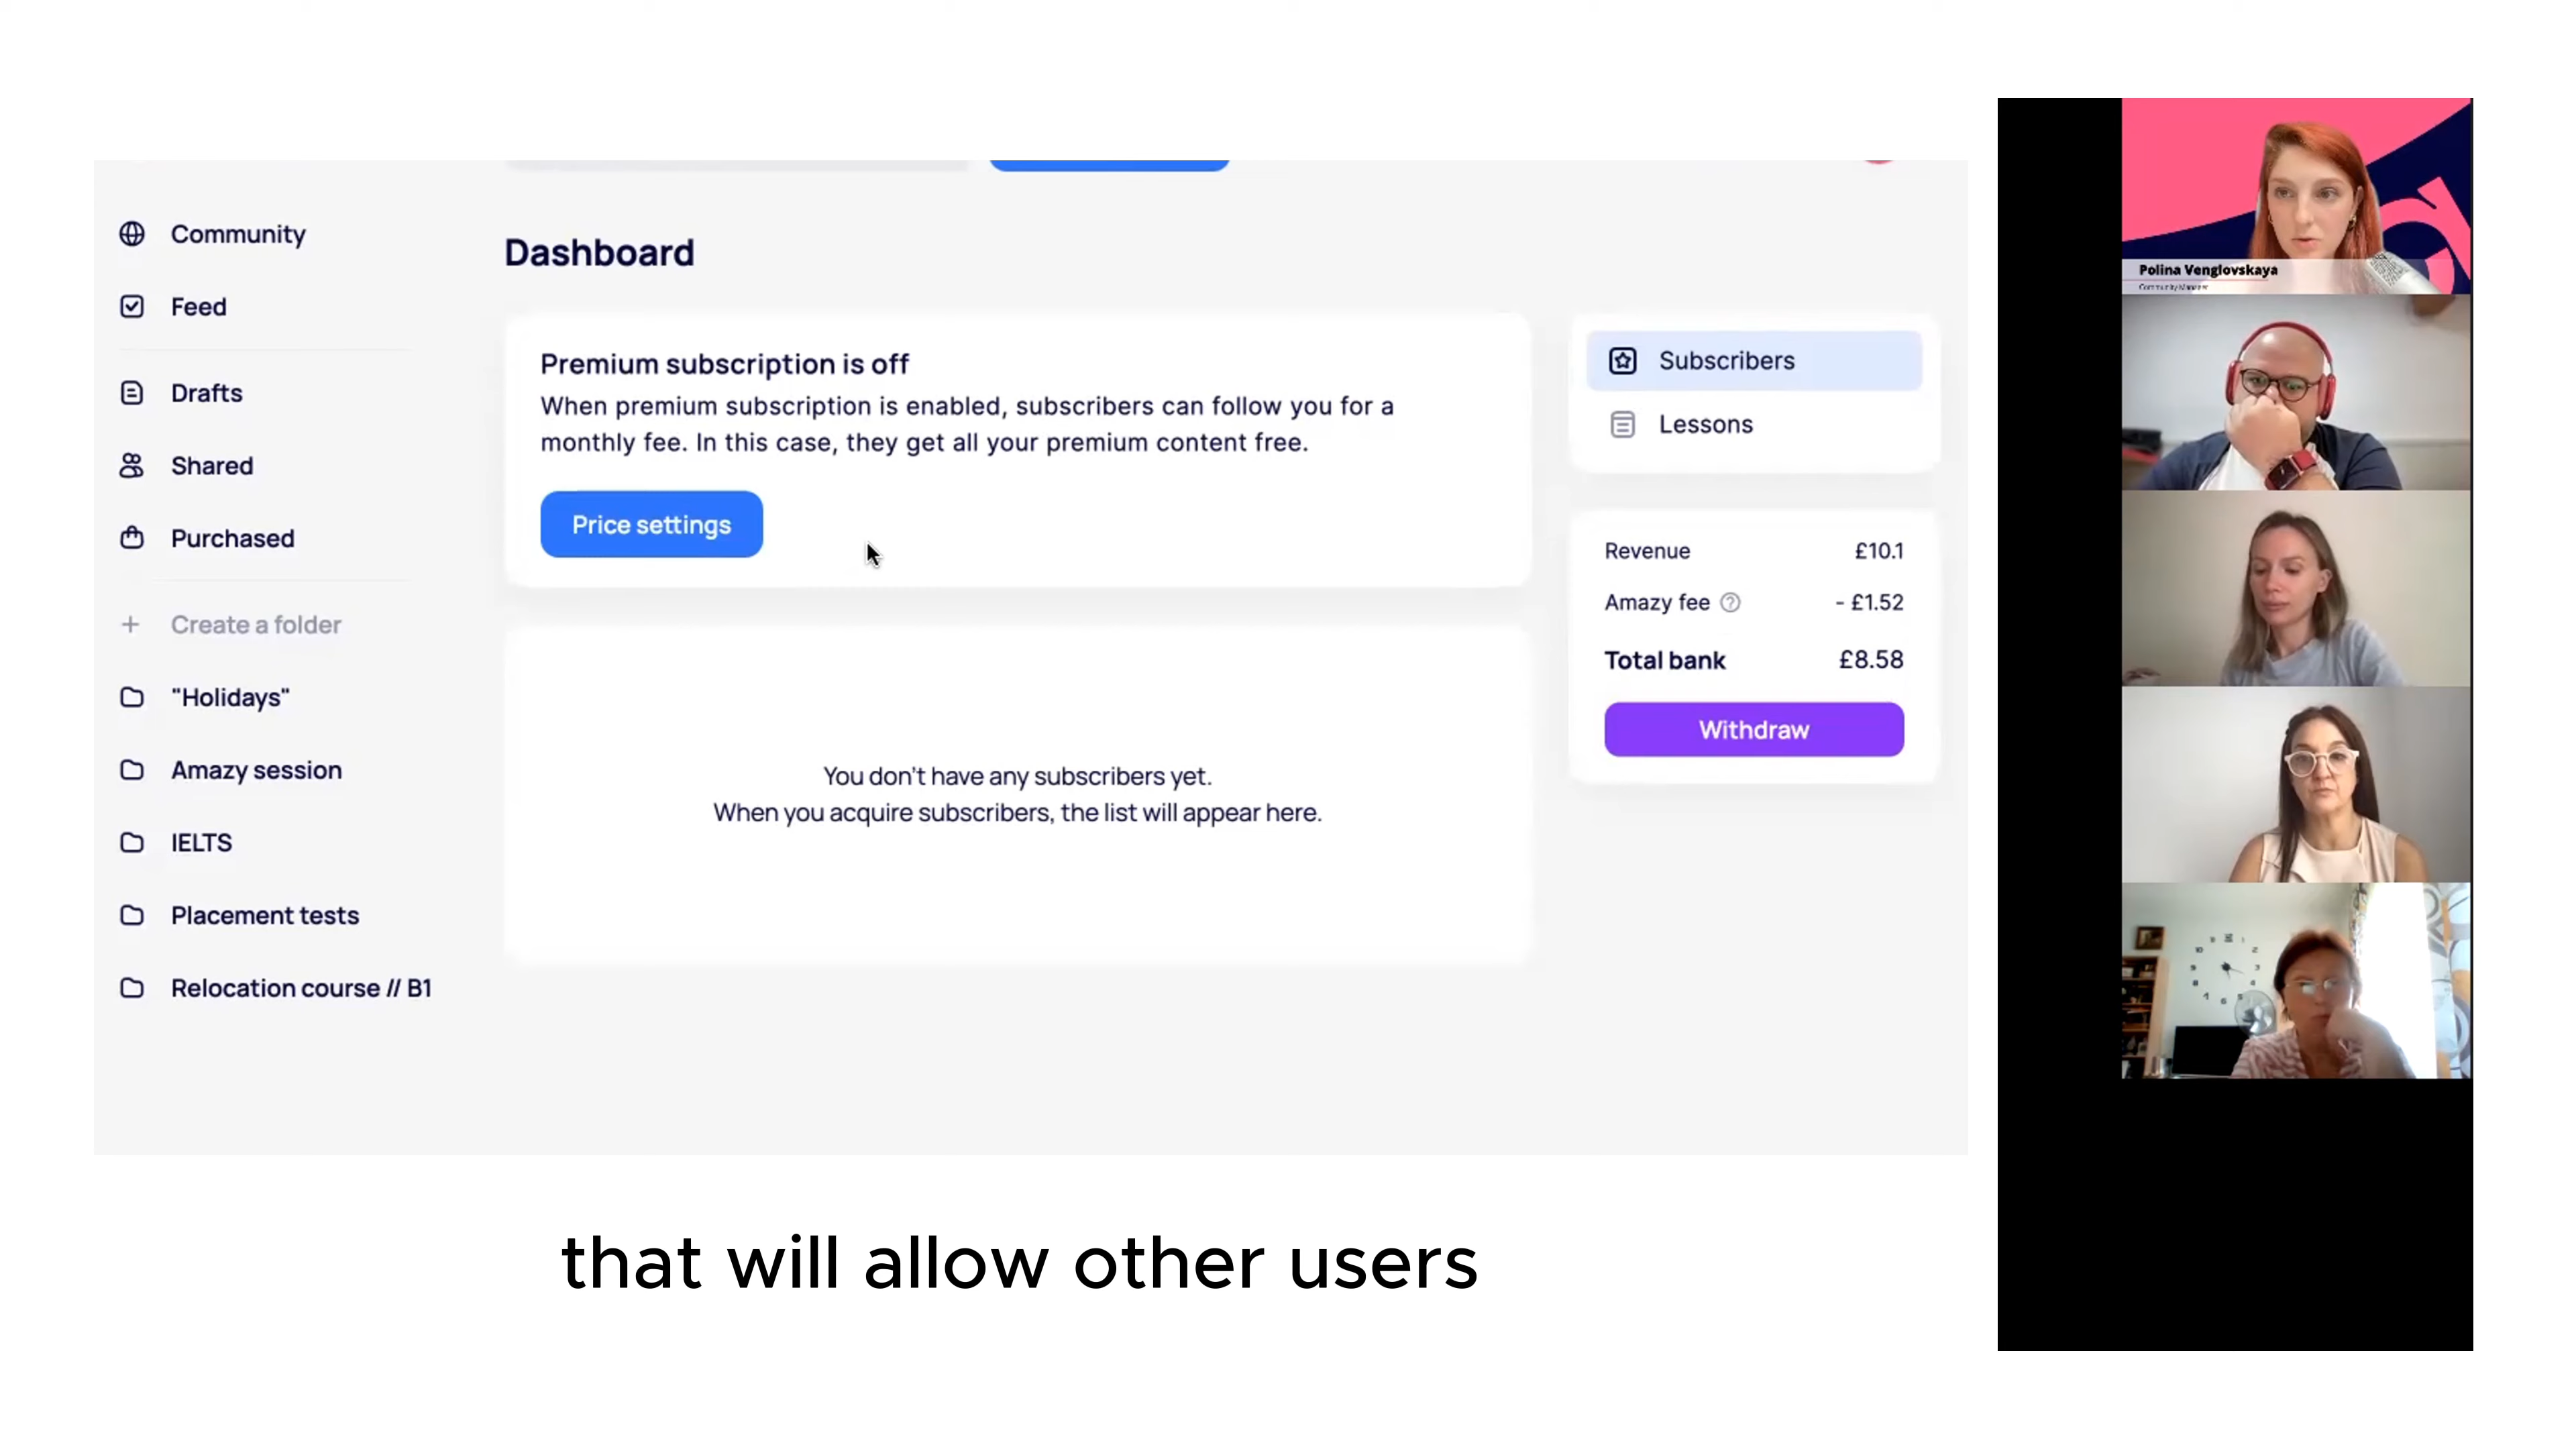 Community
Feed
Drafts
Shared
Purchased
Create a folder
"Holidays"
Amazy session
IELTS
Placement tests
Relocation course // B1
Dashboard
Premium subscription is off
When premium subscription is enabled, subscribers can follow you for a
monthly fee. In this case, they get all your premium content free.
Price settings
You don't have any subscribers yet.
When you acquire subscribers, the list will appear here.
Subscribers
Lessons
Revenue £10.1
Amazy fee ? - £1.52
Total bank £8.58
Withdraw
Polina Venglovskaya
Community Manager
that will allow other users